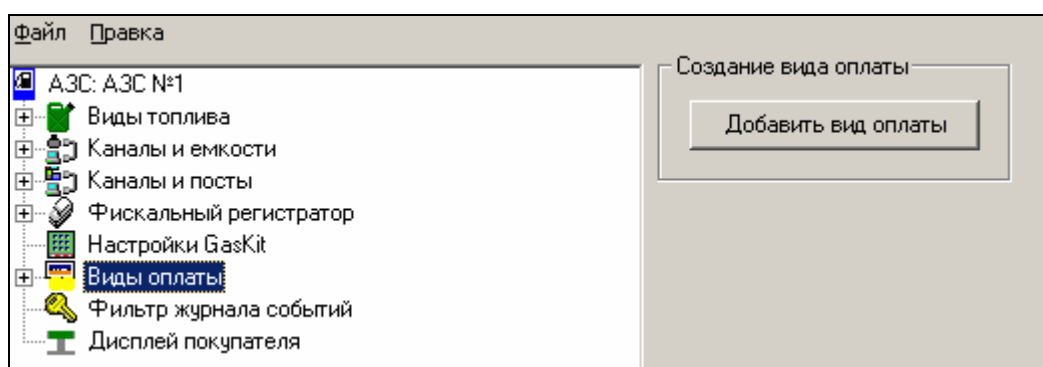 Файл Правка
АЗС: АЗС №1
Виды топлива
Каналы и емкости
Каналы и посты
Фискальный регистратор
Настройки GasKit
Виды оплаты
Фильтр журнала событий
Дисплей покупателя
Создание вида оплаты
Добавить вид оплаты